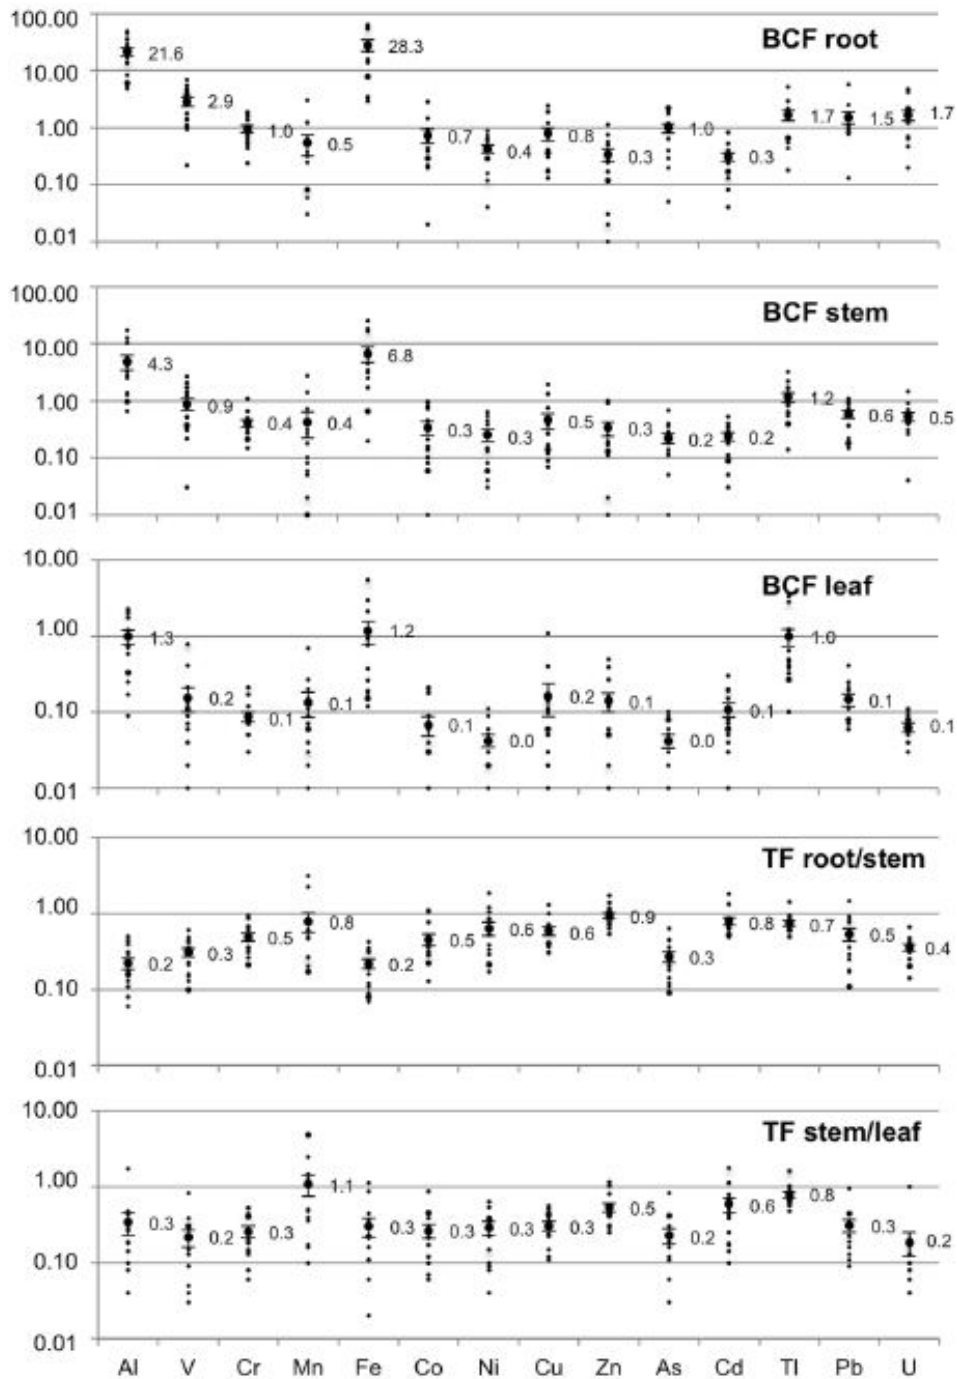 100.00
BCF root
10.00
1.00
0.10
0.01
21.6 2.9 1.0 0.5 28.3 0.7 0.4 0.8 0.3 1.0 0.3 1.7 1.5 1.7
100.00
BCF stem
10.00
1.00
0.10
0.01
4.3 0.9 0.4 0.4 6.8 0.3 0.3 0.5 0.3 0.2 0.2 1.2 0.6 0.5
10.00
BCF leaf
1.00
0.10
0.01
1.3 0.2 0.1 0.1 1.2 0.1 0.0 0.2 0.1 0.0 0.1 1.0 0.1 0.1
10.00
TF root/stem
1.00
0.10
0.01
0.2 0.3 0.5 0.8 0.2 0.5 0.6 0.6 0.9 0.3 0.8 0.7 0.5 0.4
10.00
TF stem/leaf
1.00
0.10
0.01
0.3 0.2 0.3 1.1 0.3 0.3 0.3 0.3 0.5 0.2 0.6 0.8 0.3 0.2
Al V Cr Mn Fe Co Ni Cu Zn As Cd Tl Pb U